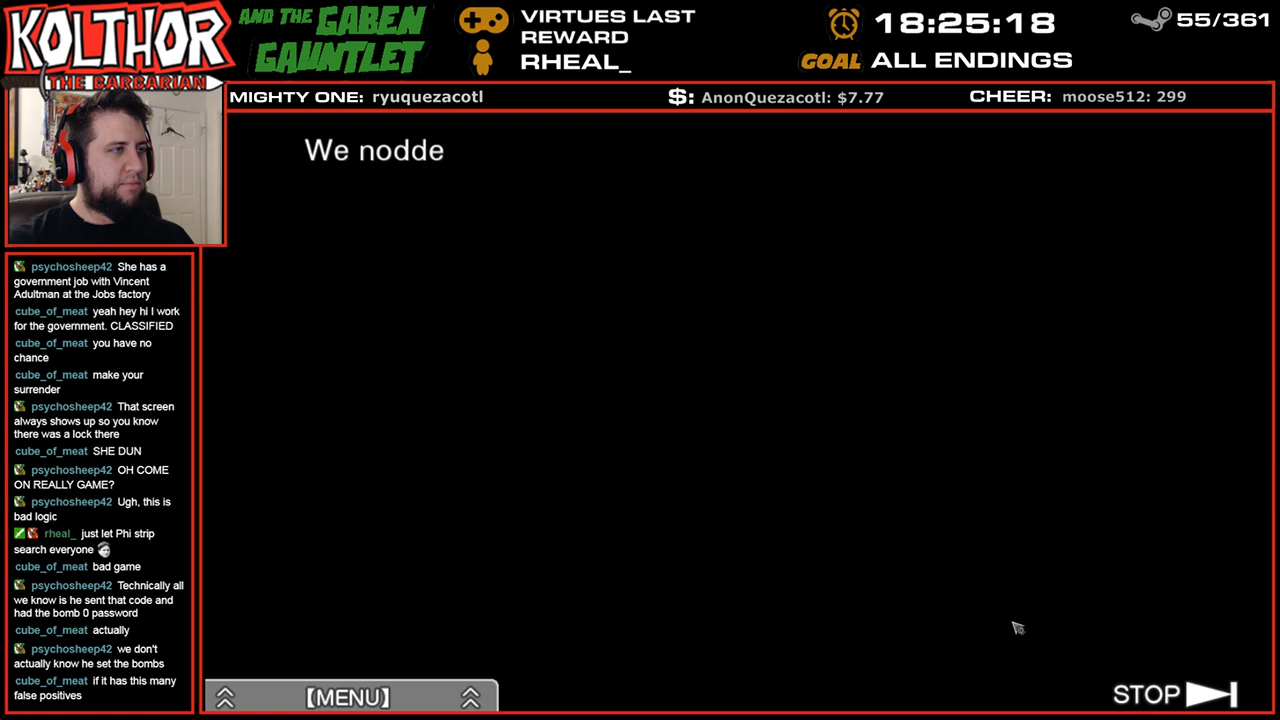 KOLTHOR
THE BARBARIAN
AND THE GABEN
GAUNTLET
VIRTUES LAST
REWARD
RHEAL_
18:25:18
GOAL ALL ENDINGS
55/361
MIGHTY ONE: ryuquezacotl
$: AnonQuezacotl: $7.77
CHEER: moose512: 299
We nodde
psychosheep42 She has a
government job with Vincent
Adultman at the Jobs factory
cube_of_meat yeah hey hi I work
for the government. CLASSIFIED
cube_of_meat you have no
chance
cube_of_meat make your
surrender
psychosheep42 That screen
always shows up so you know
there was a lock there
cube_of_meat SHE DUN
psychosheep42 OH COME
ON REALLY GAME?
psychosheep42 Ugh, this is
bad logic
rheal_ just let Phi strip
search everyone
cube_of_meat bad game
psychosheep42 Technically all
we know is he sent that code and
had the bomb 0 password
cube_of_meat actually
psychosheep42 we don't
actually know he set the bombs
cube_of_meat if it has this many
false positives
【MENU】
STOP